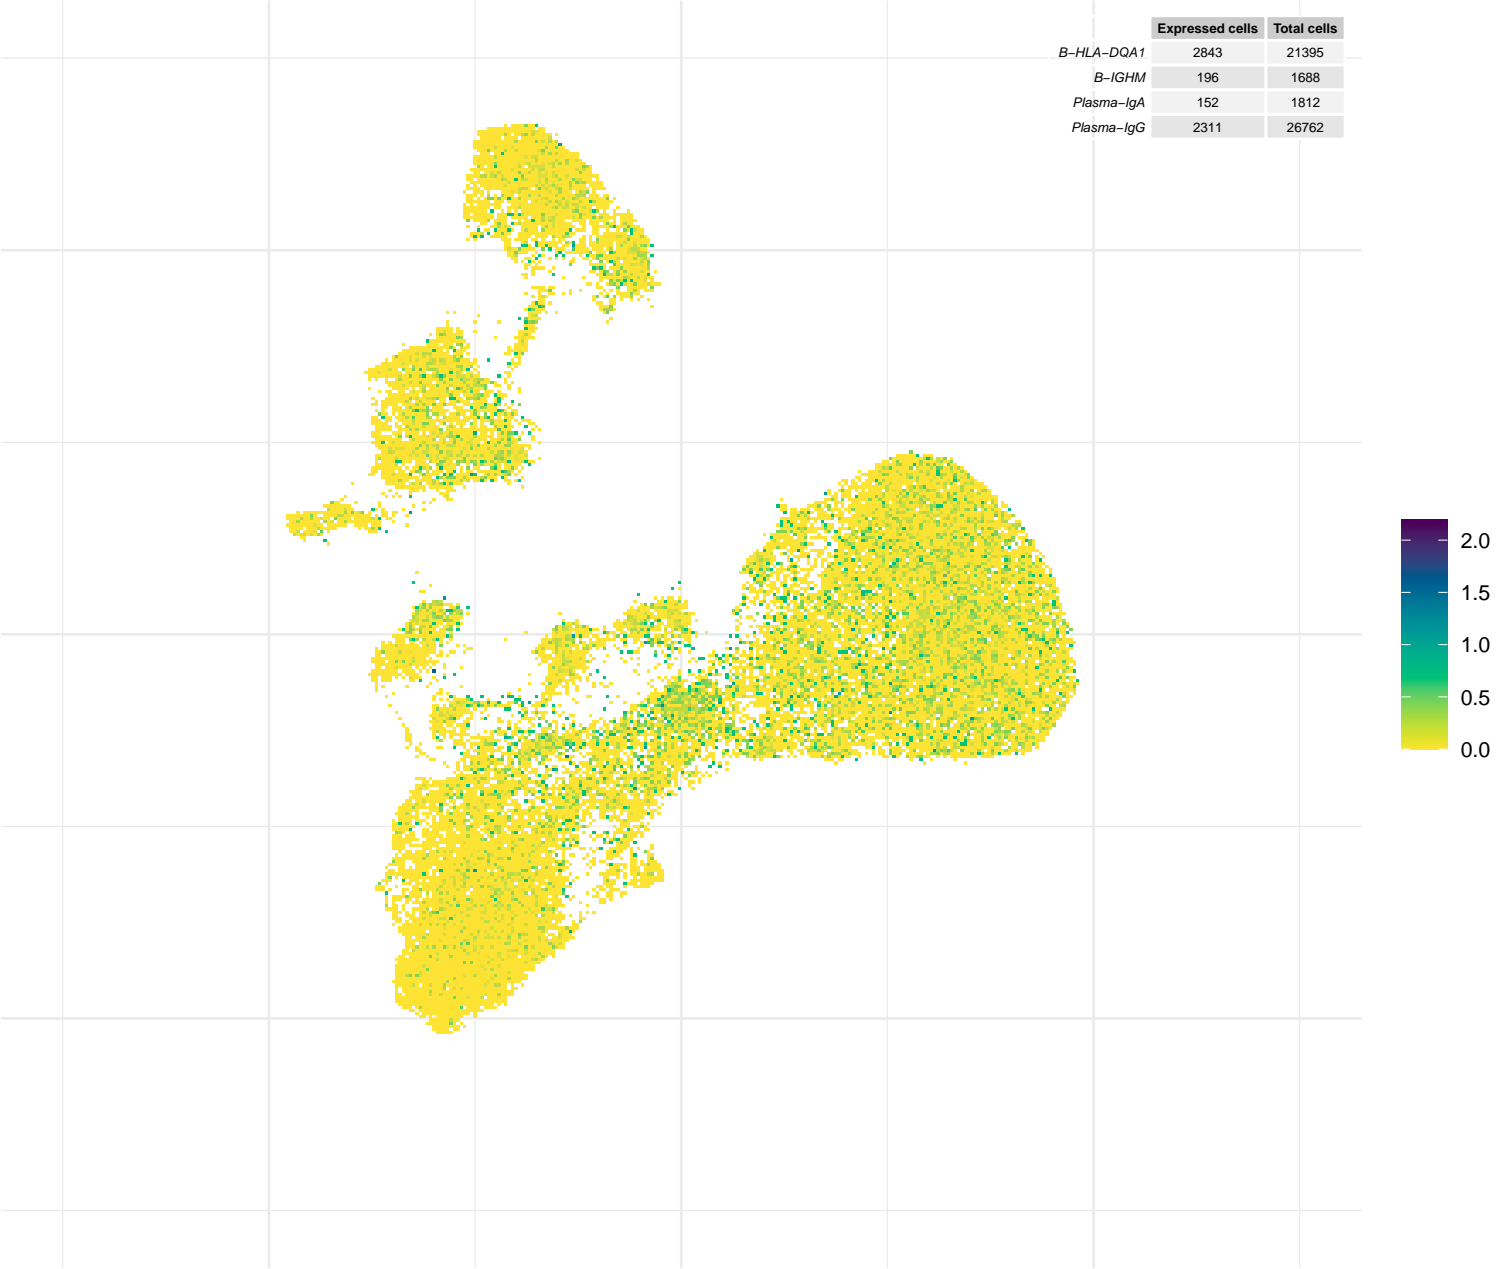 Expressed cells Total cells
B−HLA−DQA1 2843 21395
B−IGHM 196 1688
Plasma−IgA 152 1812
Plasma−IgG 2311 26762
2.0
1.5
1.0
0.5
0.0